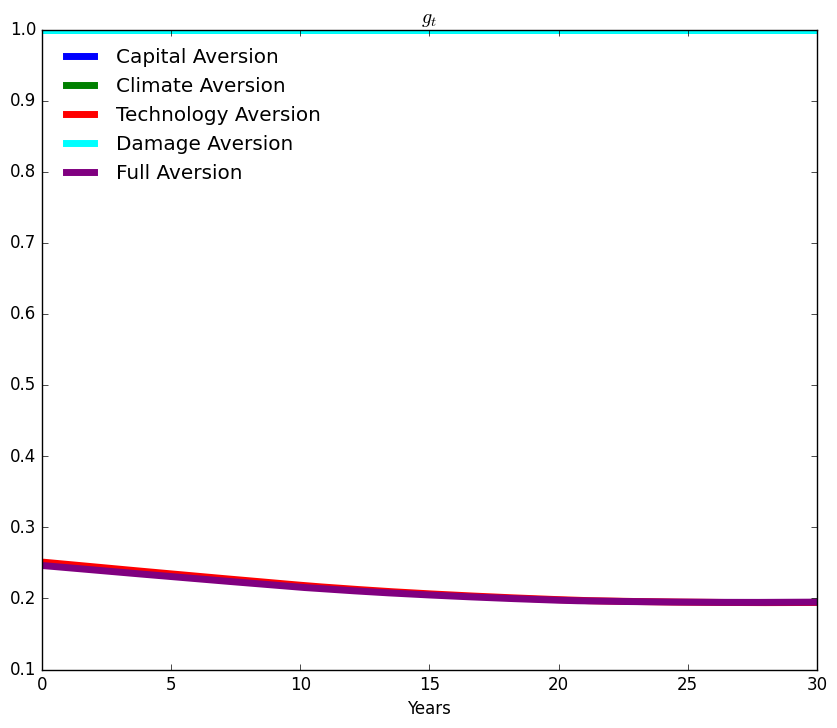 g_t
1.0
0.9
0.8
0.7
0.6
0.5
0.4
0.3
0.2
0.1
Capital Aversion
Climate Aversion
Technology Aversion
Damage Aversion
Full Aversion
0 5 10 15 20 25 30
Years